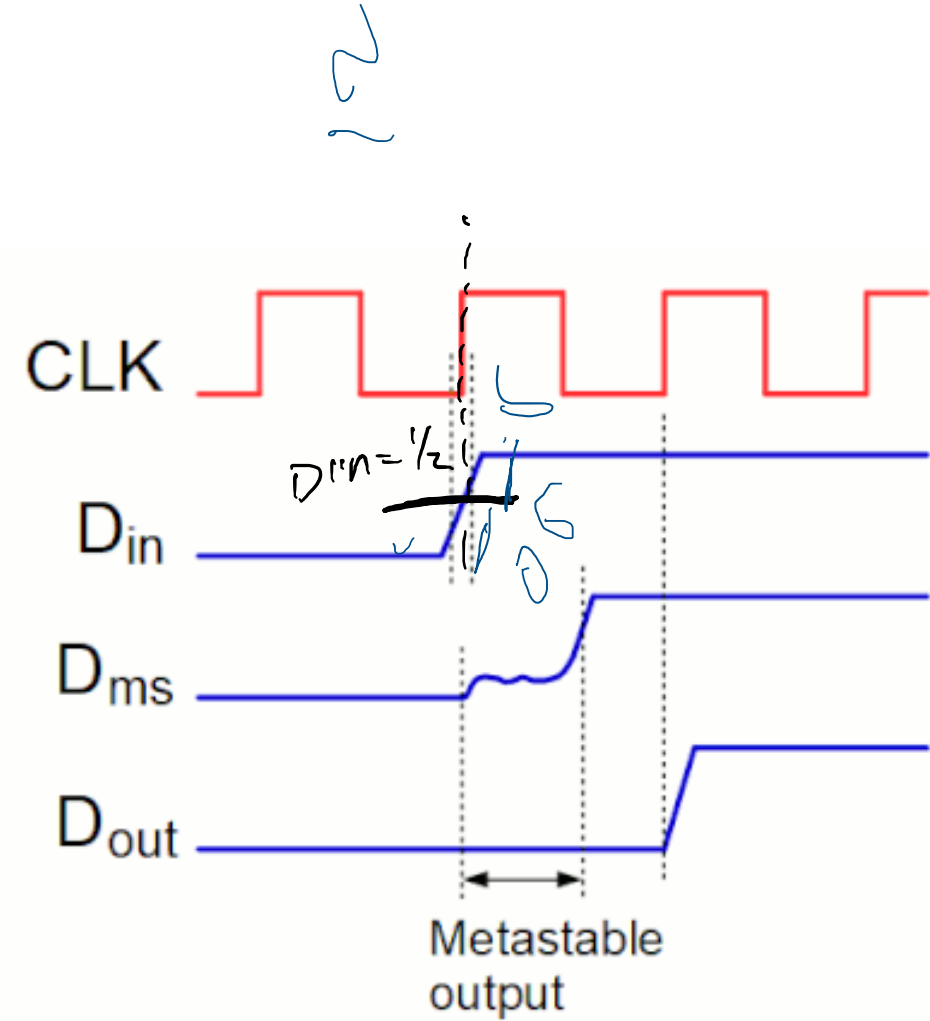 CLK
Din = 1/2
Din
Dms
Dout
Metastable
output